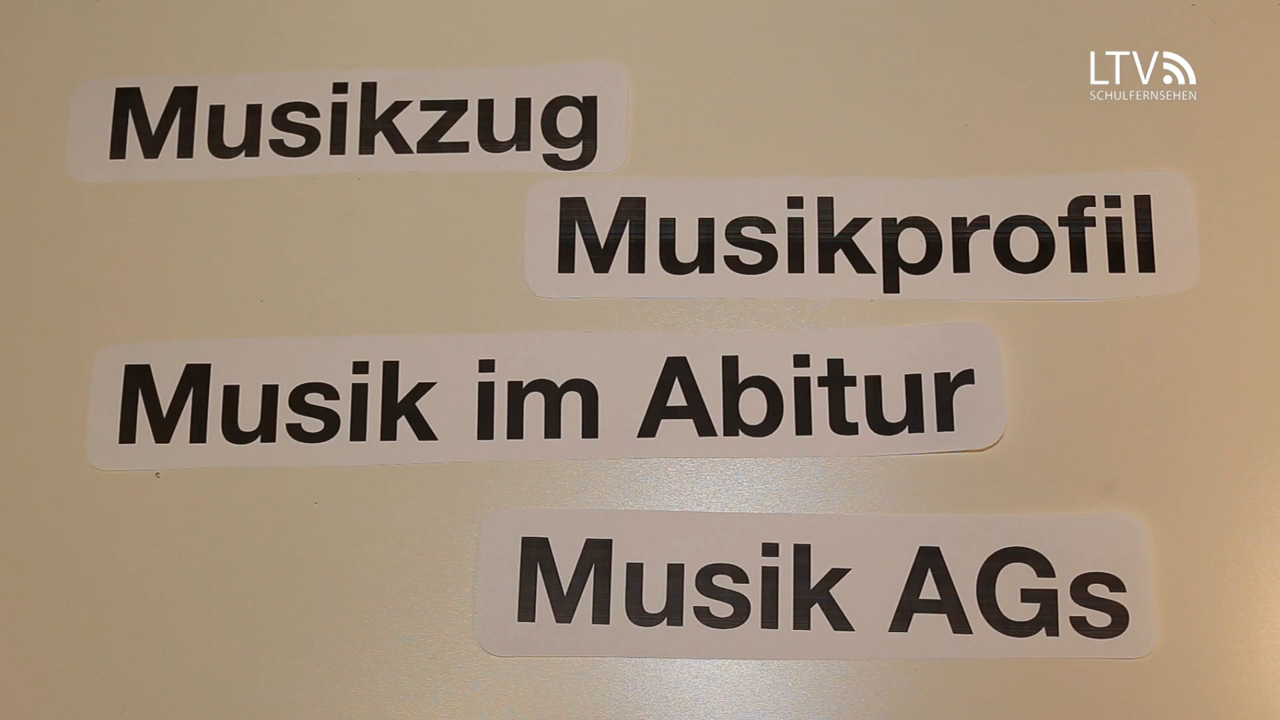 LTV
SCHULFERNSEHEN
Musikzug
Musikprofil
Musik im Abitur
Musik AGs